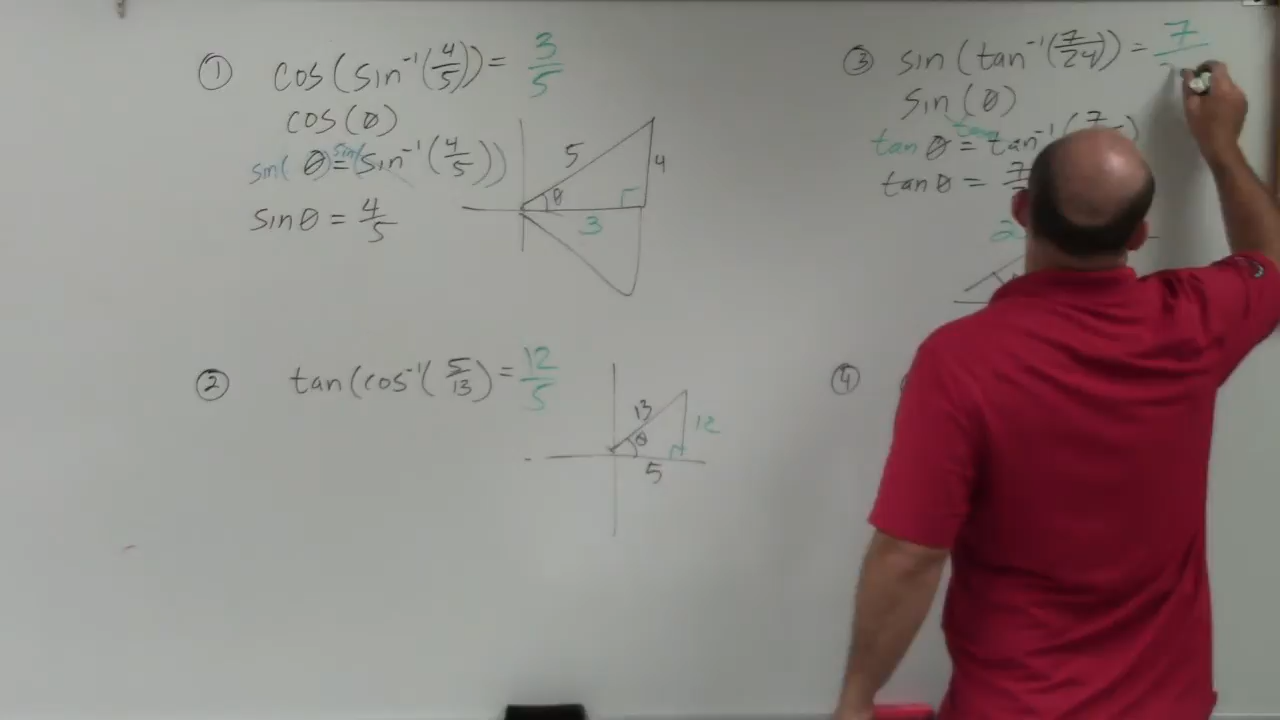 ① cos(sin⁻¹(4/5)) = 3/5
cos(θ)
sin( θ) = sin( sin⁻¹(4/5))
sinθ = 4/5
5
4
θ
3
② tan(cos⁻¹(5/13) = 12/5
13
12
θ
5
③ sin(tan⁻¹(7/24)) = 7
sin(θ)
tan θ = tan tan⁻¹(7
tanθ = 7
2
④